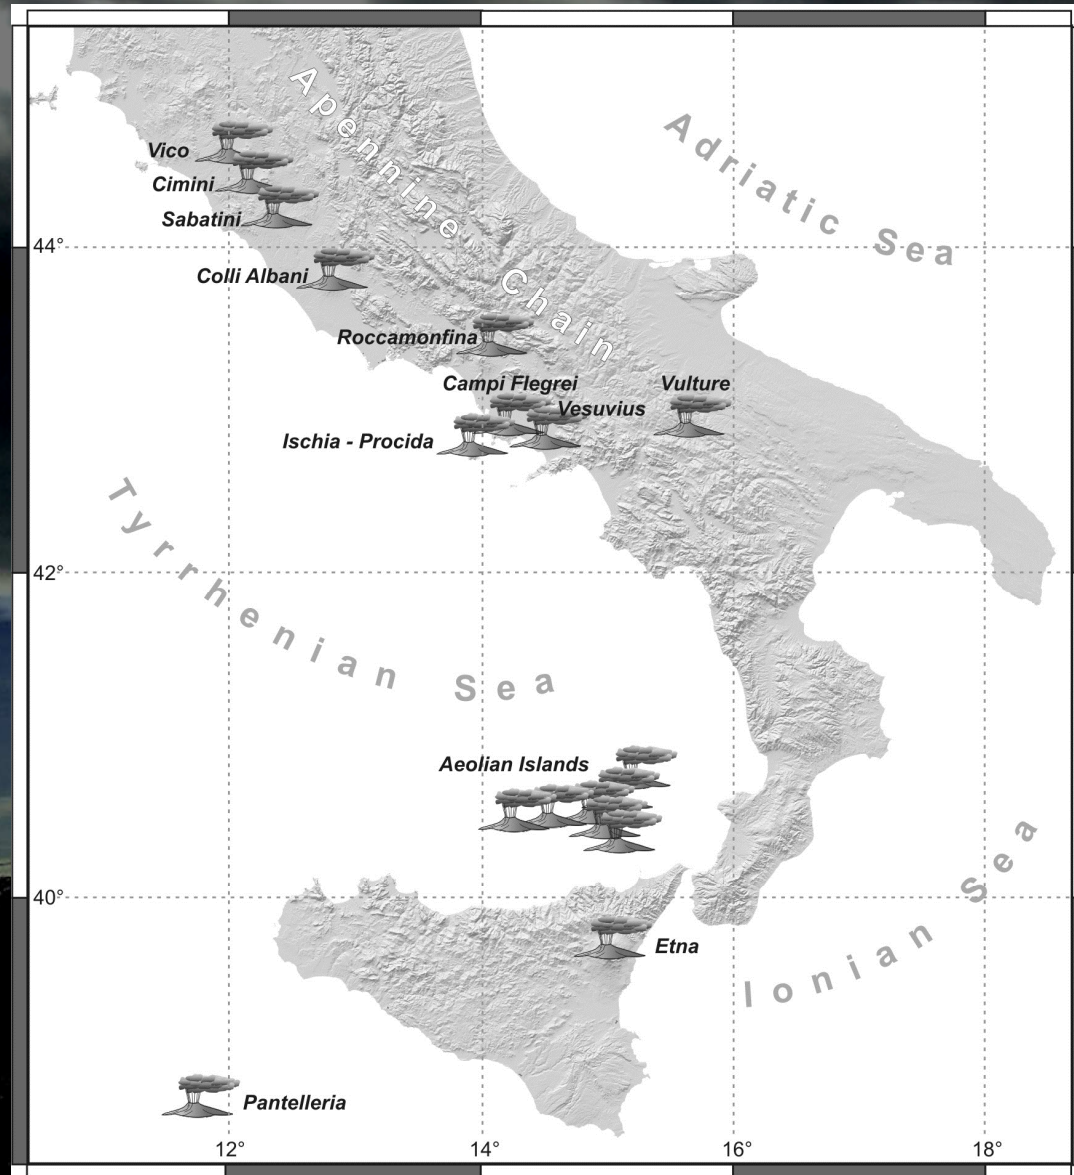 Apennine Chain
Adriatic Sea
Vico
Cimini
Sabatini
44°
Colli Albani
Roccamonfina
Campi Flegrei
Vulture
Vesuvius
Ischia - Procida
Tyrrhenian Sea
42°
Aeolian Islands
40°
Ionian Sea
Etna
Pantelleria
12°
14°
16°
18°